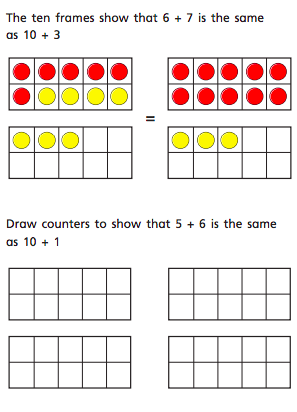 The ten frames show that 6 + 7 is the same
as 10 + 3
=
Draw counters to show that 5 + 6 is the same
as 10 + 1